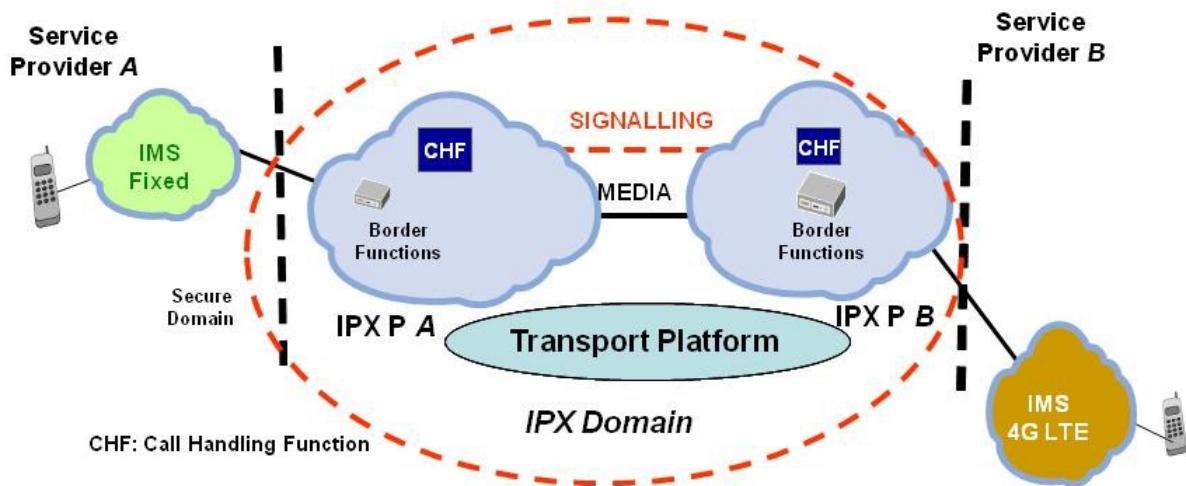 Service
Provider A
Service
Provider B
IMS
Fixed
CHF
SIGNALLING
CHF
MEDIA
Border
Functions
Border
Functions
Secure
Domain
IPX P A
IPX P B
Transport Platform
IPX Domain
IMS
4G LTE
CHF: Call Handling Function